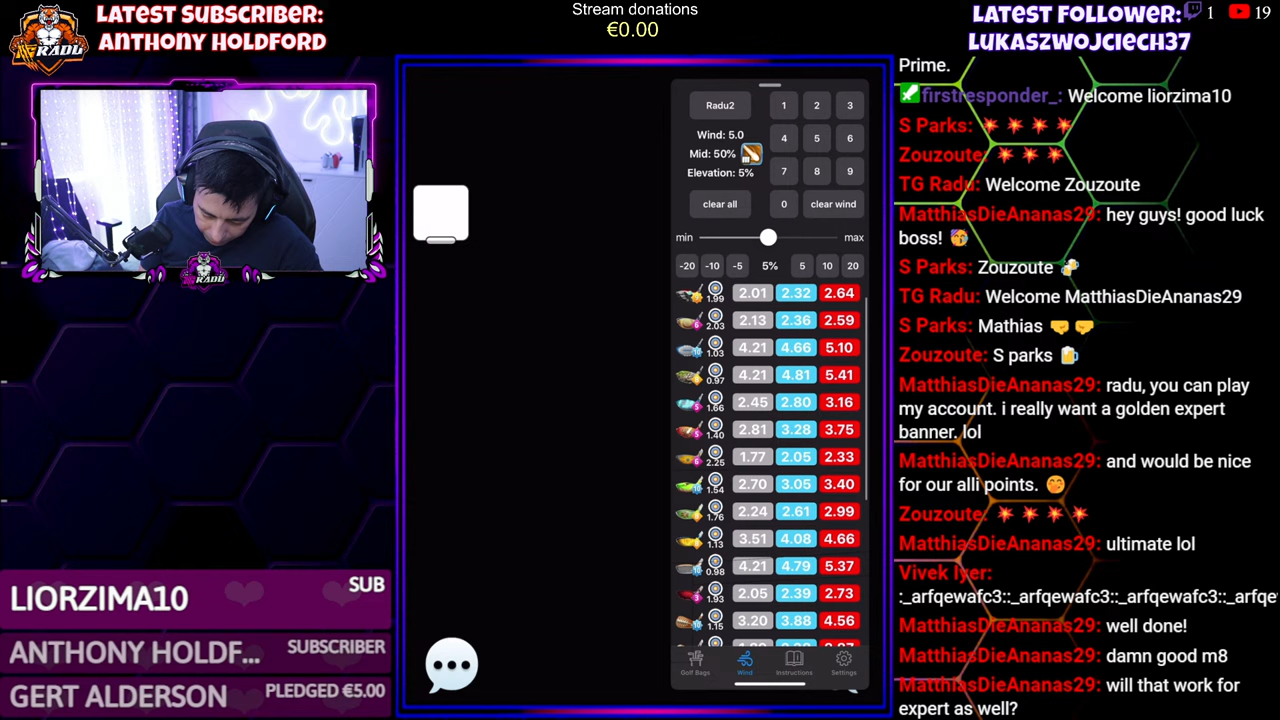 LATEST SUBSCRIBER:
ANTHONY HOLDFORD
RADU
Stream donations
€0.00
LATEST FOLLOWER:
LUKASZWOJCIECH37
1
19
Radu2
1 2 3
Wind: 5.0
Mid: 50%
4 5 6
Elevation: 5%
7 8 9
clear all
0
clear wind
min
max
-20 -10 -5 5% 5 10 20
1.99 2.01 2.32 2.64
2.03 2.13 2.36 2.59
1.03 4.21 4.66 5.10
0.97 4.21 4.81 5.41
1.66 2.45 2.80 3.16
1.40 2.81 3.28 3.75
2.25 1.77 2.05 2.33
1.54 2.70 3.05 3.40
1.76 2.24 2.61 2.99
1.13 3.51 4.08 4.66
0.98 4.21 4.79 5.37
1.93 2.05 2.39 2.73
1.15 3.20 3.88 4.56
Golf Bags
Wind
Instructions
Settings
LIORZIMA10
SUB
ANTHONY HOLDF...
SUBSCRIBER
GERT ALDERSON
PLEDGED €5.00
Prime.
firstresponder_: Welcome liorzima10
S Parks:
Zouzoute:
TG Radu: Welcome Zouzoute
MatthiasDieAnanas29: hey guys! good luck
boss!
S Parks: Zouzoute
TG Radu: Welcome MatthiasDieAnanas29
S Parks: Mathias
Zouzoute: S parks
MatthiasDieAnanas29: radu, you can play
my account. i really want a golden expert
banner. lol
MatthiasDieAnanas29: and would be nice
for our alli points.
Zouzoute:
MatthiasDieAnanas29: ultimate lol
Vivek Iyer:
:_arfqewafc3::_arfqewafc3::_arfqewafc3::_arfqe
MatthiasDieAnanas29: well done!
MatthiasDieAnanas29: damn good m8
MatthiasDieAnanas29: will that work for
expert as well?